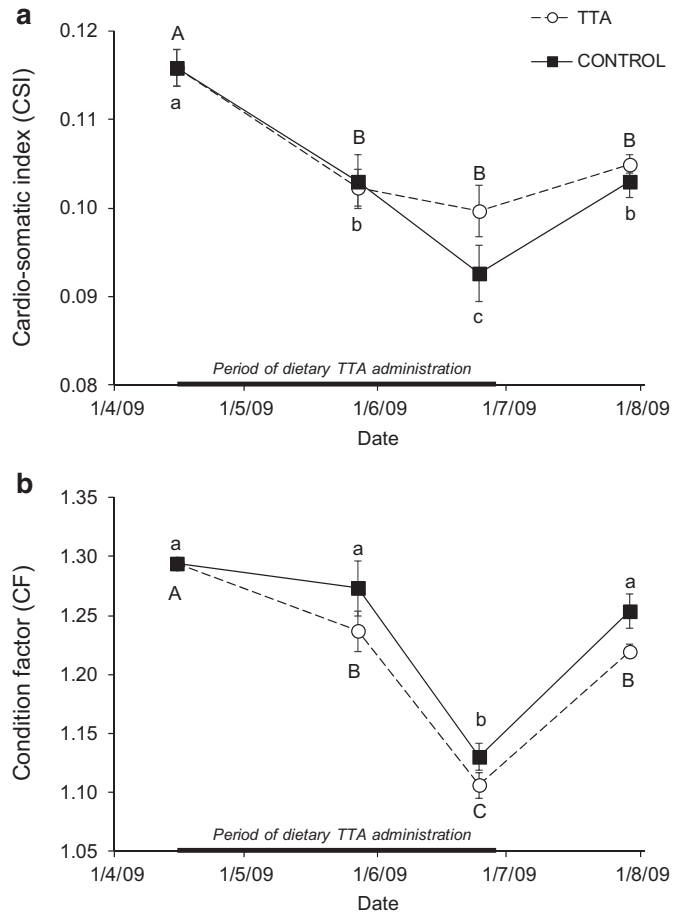 a
0.12
0.11
0.10
0.09
0.08
Cardio-somatic index (CSI)
TTA
CONTROL
A
a
B
b
B
c
B
b
Period of dietary TTA administration
1/4/09 1/5/09 1/6/09 1/7/09 1/8/09
Date
b
1.35
1.30
1.25
1.20
1.15
1.10
1.05
Condition factor (CF)
a
A
a
B
b
C
a
B
Period of dietary TTA administration
1/4/09 1/5/09 1/6/09 1/7/09 1/8/09
Date